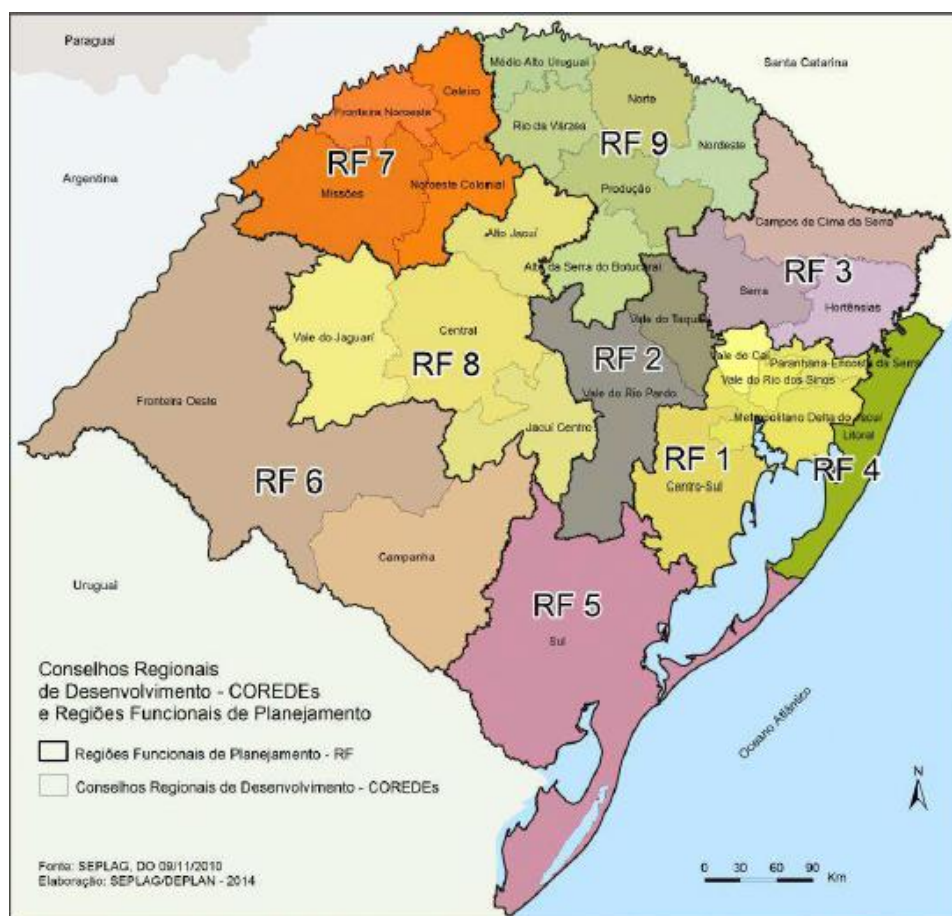 Paraguai
Santa Catarina
Argentina
Uruguai
Médio Alto Uruguai
Celeiro
Norte
Fronteira Noroeste
Rio da Várzea
RF 9
Nordeste
RF 7
Missões
Noroeste Colonial
Produção
Campos de Cima da Serra
Alto Jacuí
Alto da Serra do Botucaraí
RF 3
Serra
Hortênsias
Vale do Taquari
Vale do Jaguari
Central
RF 8
RF 2
Vale do Caí
Paranhana-Encosta da Serra
Vale do Rio dos Sinos
Fronteira Oeste
Vale do Rio Pardo
Metropolitano Delta do Jacuí
Jacuí Centro
Litoral
RF 6
RF 1
RF 4
Centro-Sul
Campanha
RF 5
Sul
Oceano Atlântico
Conselhos Regionais
de Desenvolvimento - COREDEs
e Regiões Funcionais de Planejamento
Regiões Funcionais de Planejamento - RF
Conselhos Regionais de Desenvolvimento - COREDEs
Fonte: SEPLAG, DO 09/11/2010
Elaboração: SEPLAG/DEPLAN - 2014
N
0 30 60 90
Km